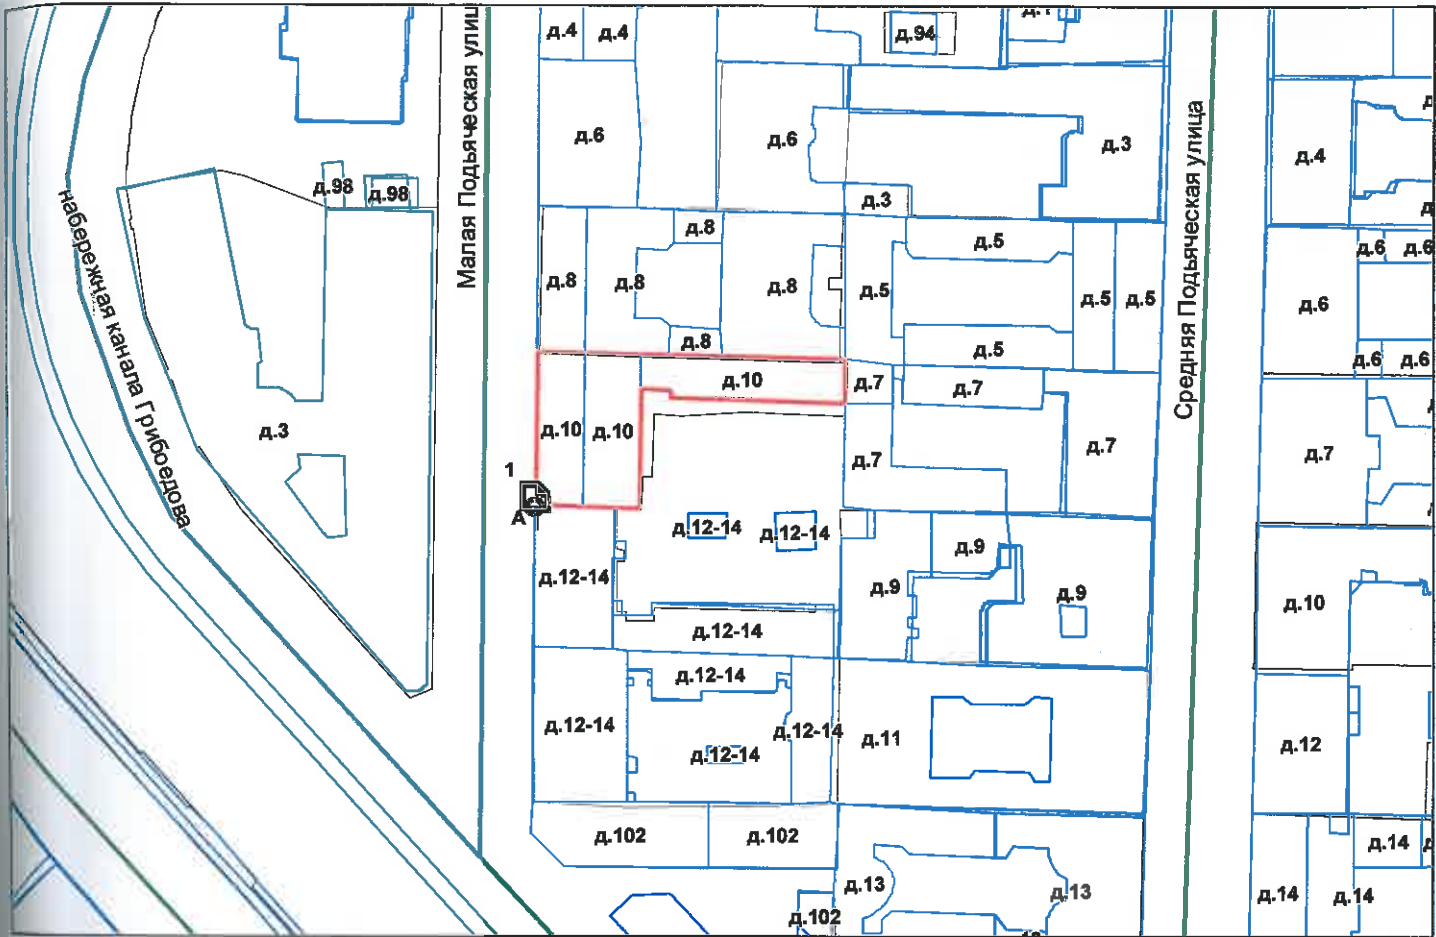 д.4
д.4
д.94
Малая Подьяческая улиц
д.6
д.6
д.3
д.4
Средняя Подьяческая улица
д.98
д.98
д.3
набережная канала Грибоедова
д.8
д.5
д.6
д.6
д.8
д.8
д.8
д.5
д.5
д.5
д.6
д.8
д.5
д.6
д.6
д.10
д.7
д.7
д.3
д.10
д.10
д.7
д.7
д.7
1
А
д.12-14
д.12-14
д.9
д.12-14
д.9
д.9
д.10
д.12-14
д.12-14
д.12-14
д.12-14
д.11
д.12
д.12-14
д.102
д.102
д.14
д.13
д.13
д.14
д.14
д.102